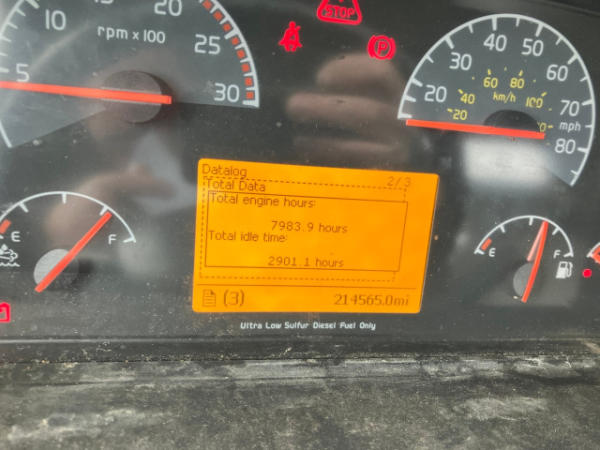 10
20
rpm x 100
25
5
30
STOP
P
40
50
30
60
60
80
km/h
40
100
20
70
20
mph
80
Datalog
2/3
Total Data
Total engine hours:
7983.9 hours
Total idle time:
2901.1 hours
(3)
214565.0mi
Ultra Low Sulfur Diesel Fuel Only
E
F
E
F